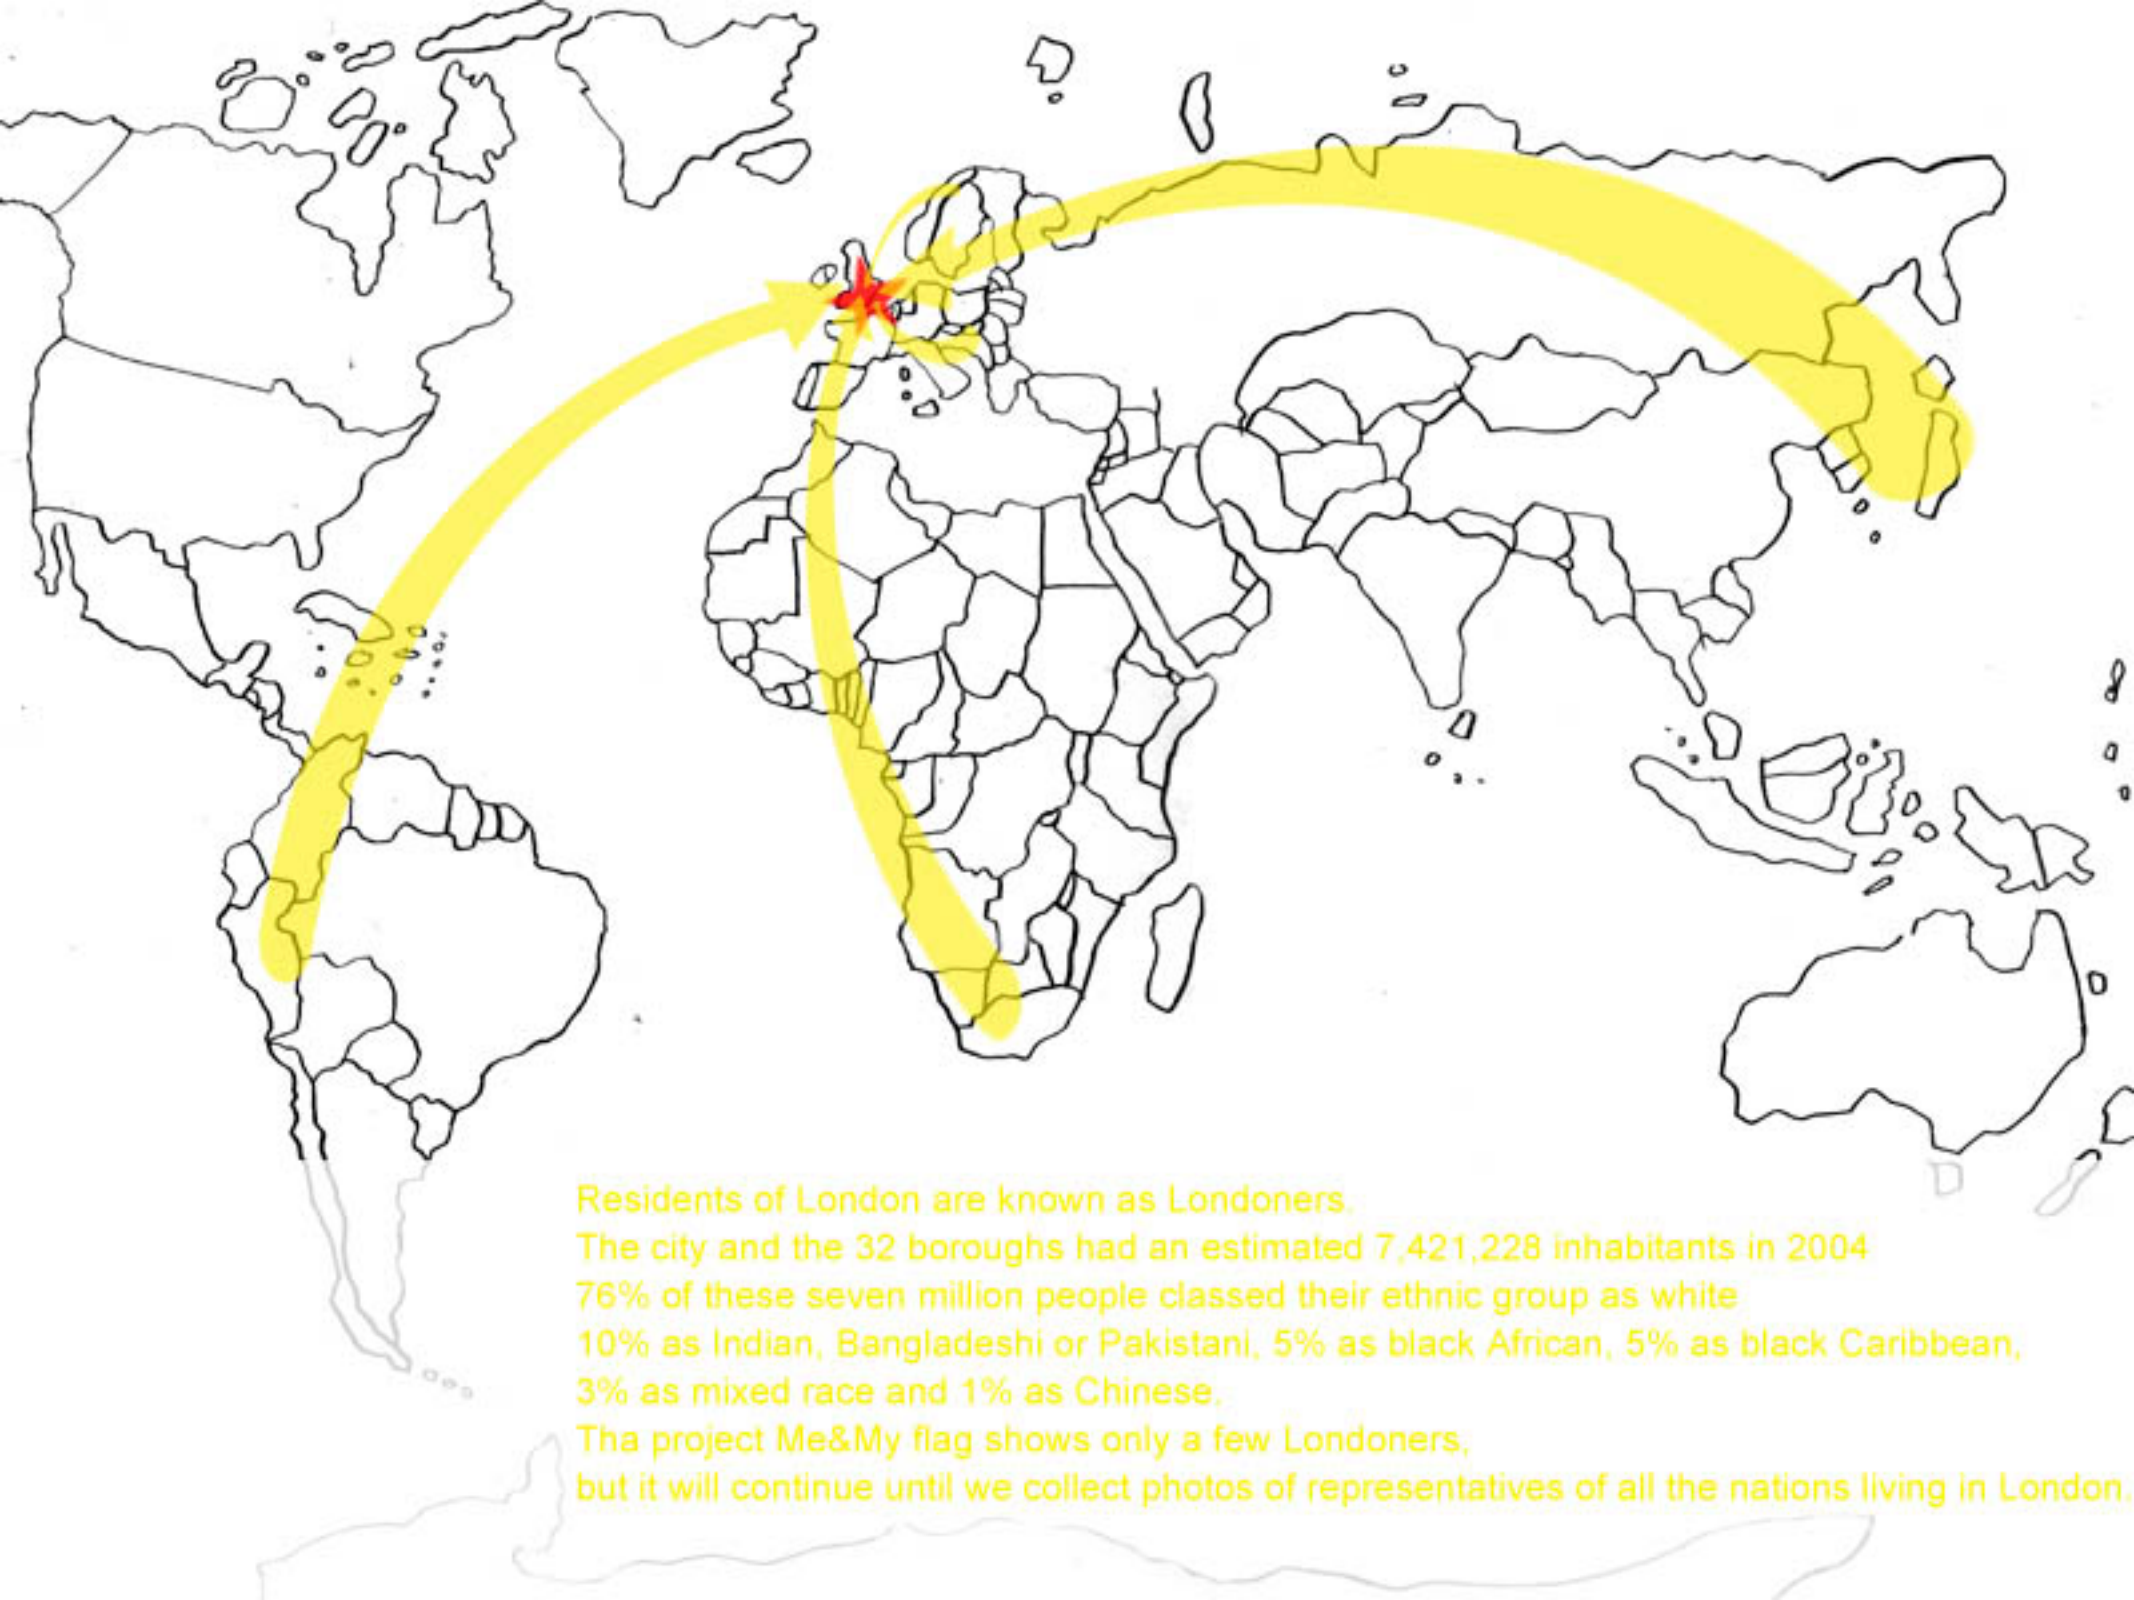 Residents of London are known as Londoners.
The city and the 32 boroughs had an estimated 7,421,228 inhabitants in 2004
76% of these seven million people classed their ethnic group as white
10% as Indian, Bangladeshi or Pakistani, 5% as black African, 5% as black Caribbean,
3% as mixed race and 1% as Chinese.
Tha project Me&My flag shows only a few Londoners,
but it will continue until we collect photos of representatives of all the nations living in London.